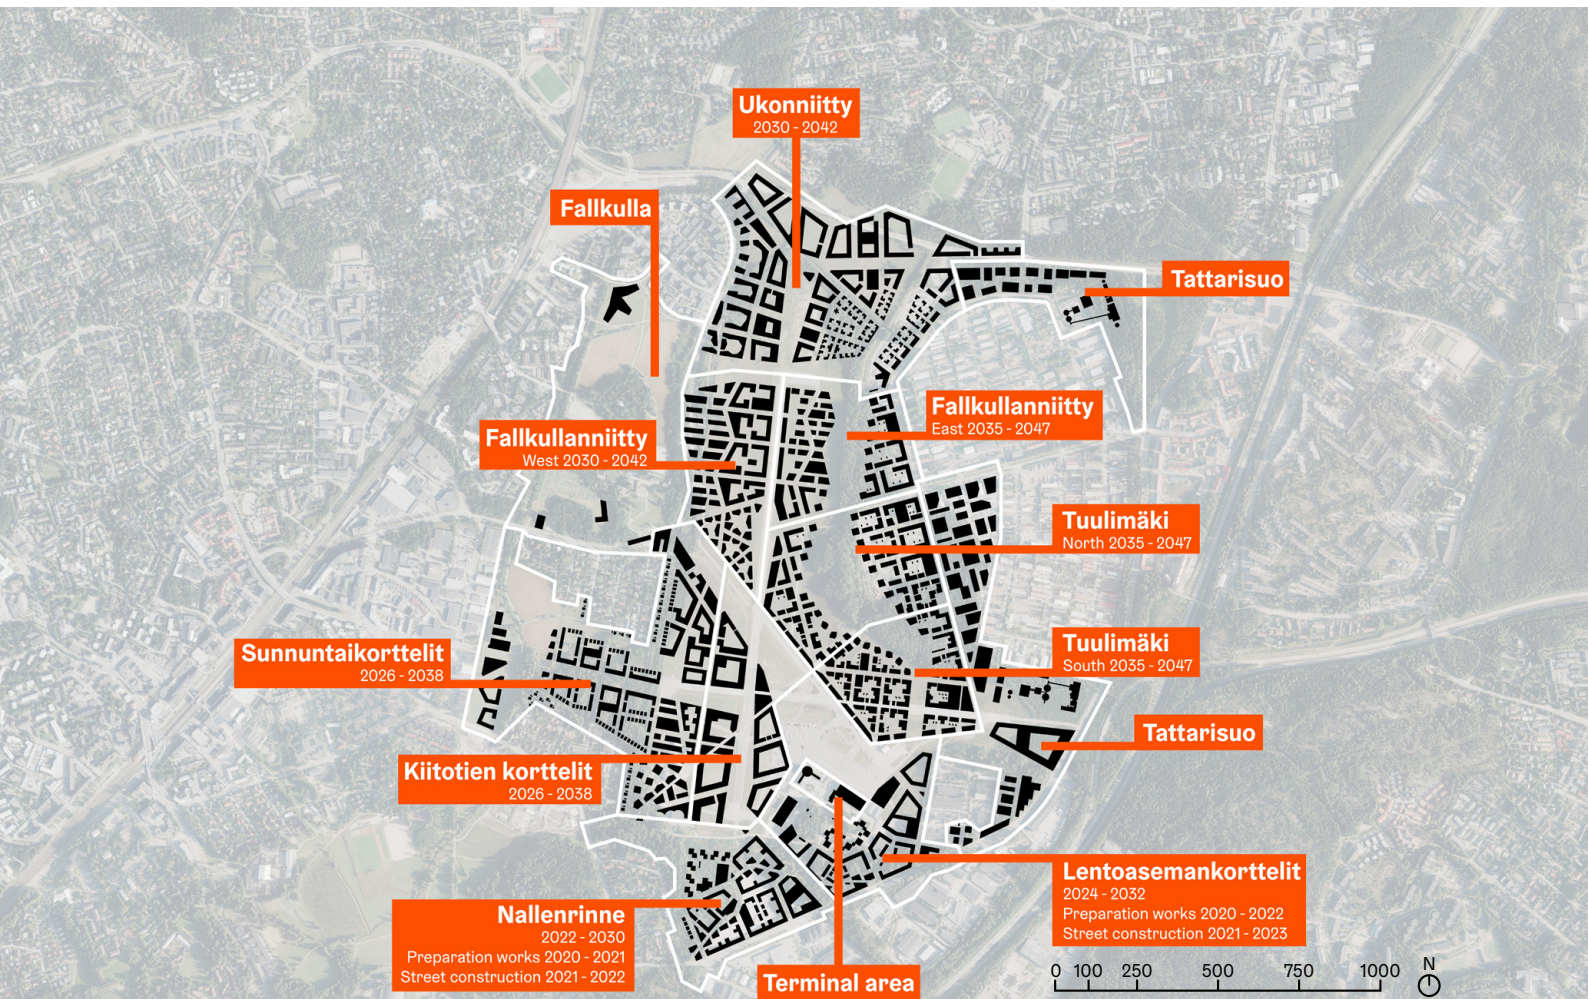 Ukonniitty
2030 - 2042
Fallkulla
Tattarisuo
Fallkullanniitty
East 2035 - 2047
Fallkullanniitty
West 2030 - 2042
Tuulimäki
North 2035 - 2047
Tuulimäki
South 2035 - 2047
Sunnuntaikorttelit
2026 - 2038
Tattarisuo
Kiitotien korttelit
2026 - 2038
Lentoasemankorttelit
2024 - 2032
Preparation works 2020 - 2022
Street construction 2021 - 2023
Nallenrinne
2022 - 2030
Preparation works 2020 - 2021
Street construction 2021 - 2022
Terminal area
0 100 250 500 750 1000 N